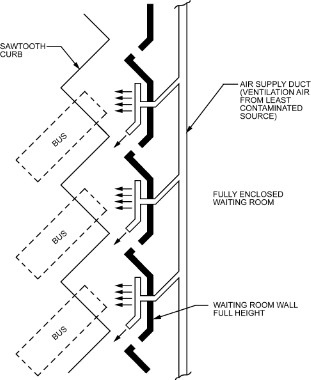 SAWTOOTH
CURB
AIR SUPPLY DUCT
(VENTILATION AIR
FROM LEAST
CONTAMINATED
SOURCE)
BUS
FULLY ENCLOSED
WAITING ROOM
BUS
BUS
WAITING ROOM WALL
FULL HEIGHT